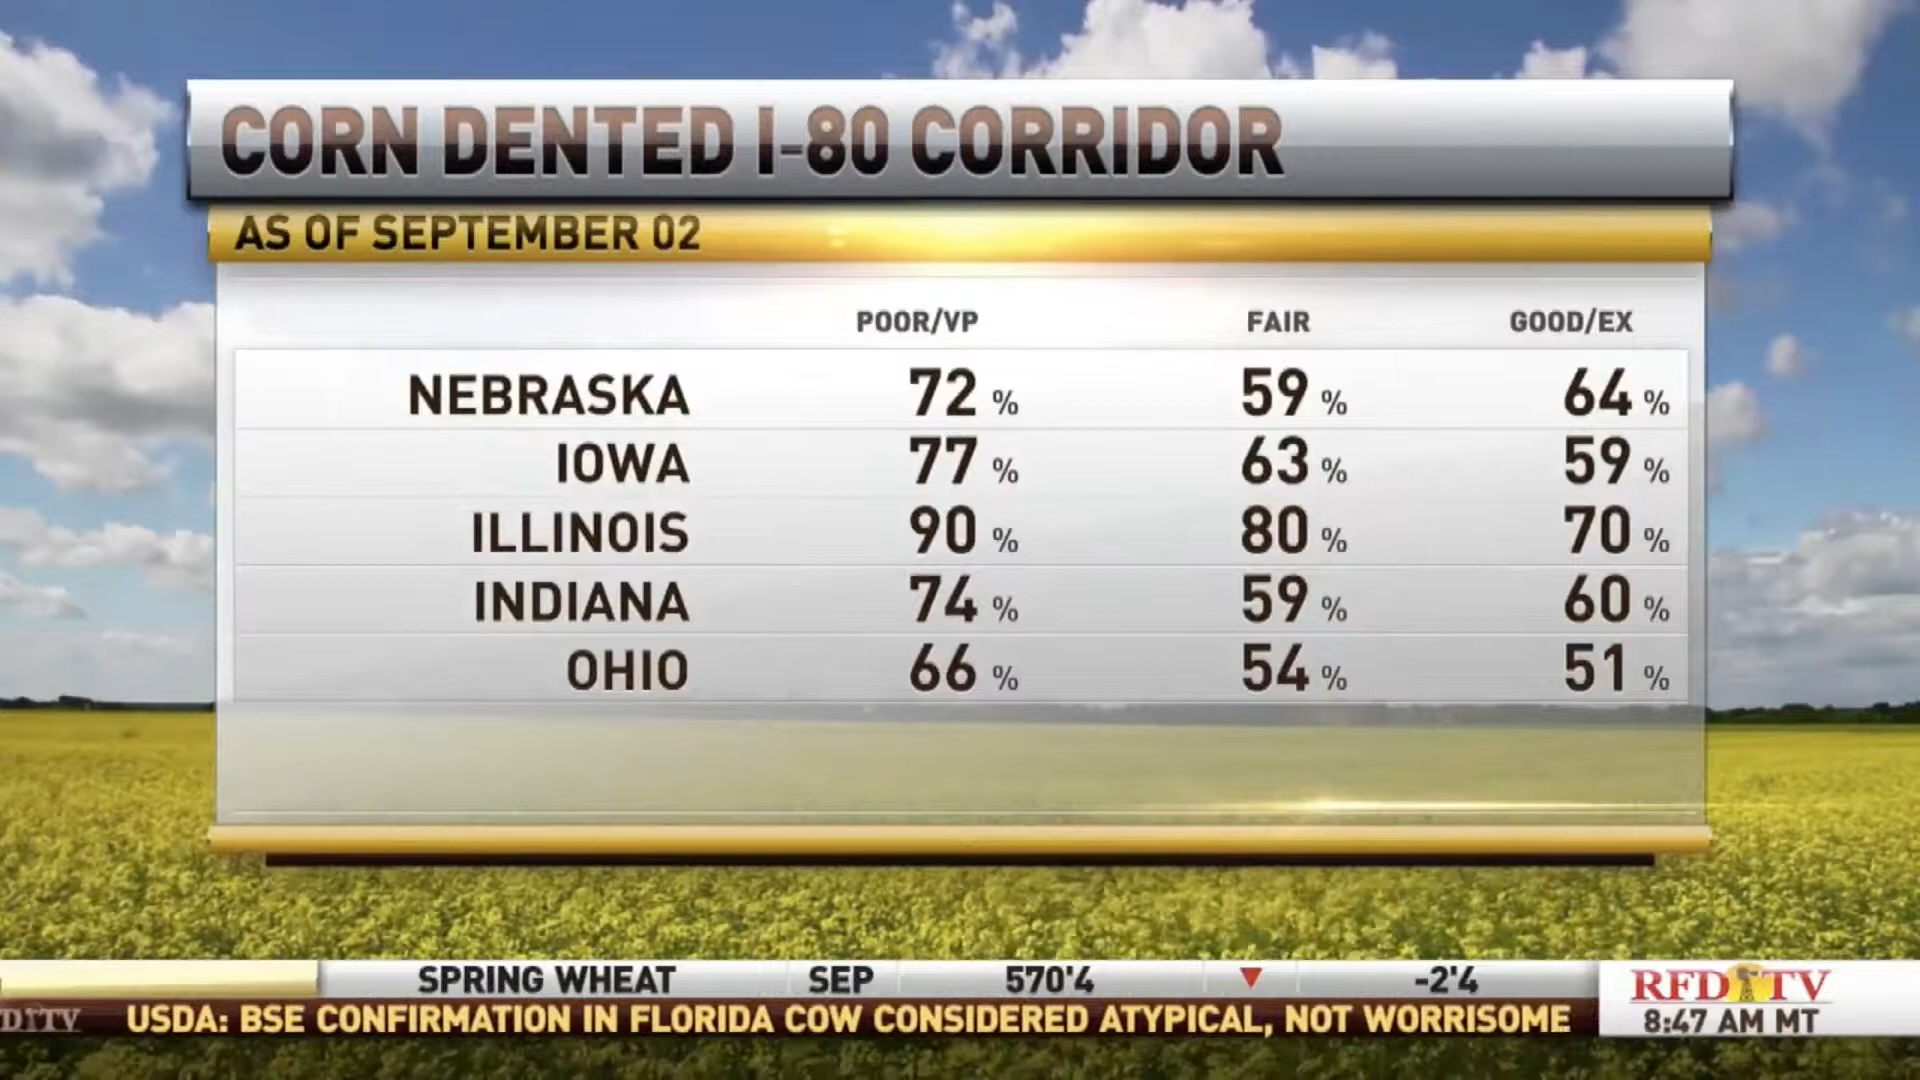 CORN DENTED I-80 CORRIDOR
AS OF SEPTEMBER 02
POOR/VP FAIR GOOD/EX
NEBRASKA 72 % 59 % 64 %
IOWA 77 % 63 % 59 %
ILLINOIS 90 % 80 % 70 %
INDIANA 74 % 59 % 60 %
OHIO 66 % 54 % 51 %
SPRING WHEAT SEP 570'4 ▼ -2'4
USDA: BSE CONFIRMATION IN FLORIDA COW CONSIDERED ATYPICAL, NOT WORRISOME
RFD TV
8:47 AM MT